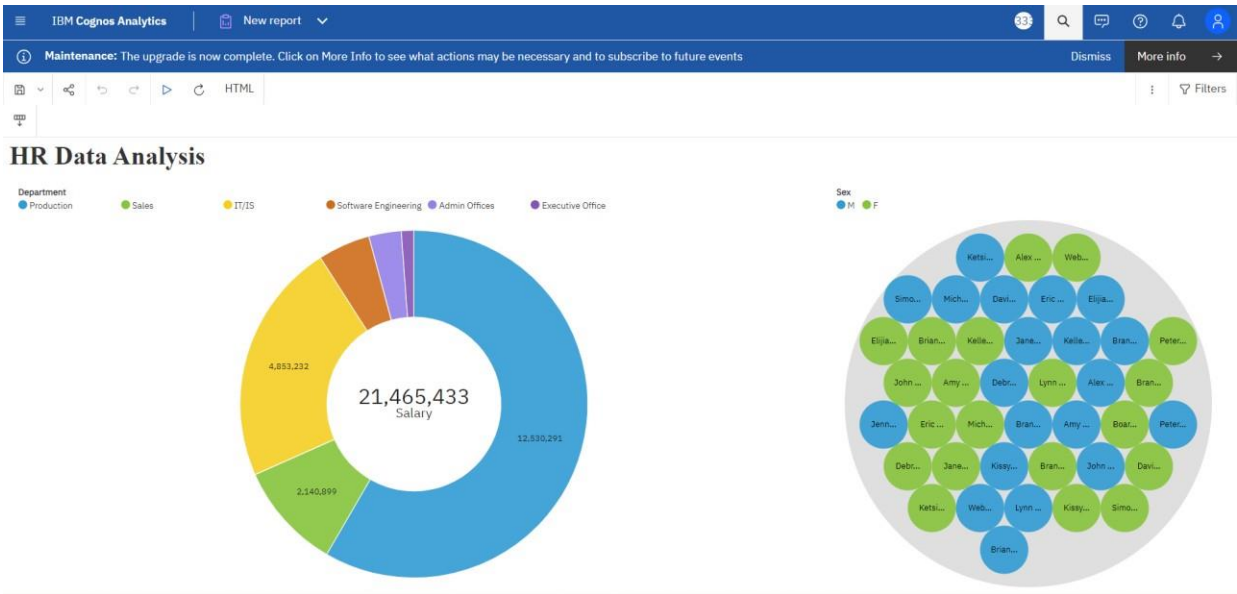 IBM Cognos Analytics New report
Maintenance: The upgrade is now complete. Click on More Info to see what actions may be necessary and to subscribe to future events Dismiss More info
HTML Filters
HR Data Analysis
Department
Production Sales IT/IS Software Engineering Admin Offices Executive Office
Sex
M F
4,853,232
21,465,433
Salary
12,530,291
2,140,899
Ketsi... Alex ... Web...
Simo... Mich... Davi... Eric ... Elijia...
Elijia... Brian... Kelle... Jane... Kelle... Bran... Peter...
John ... Amy ... Debr... Lynn ... Alex ... Bran...
Jenn... Eric ... Mich... Bran... Amy ... Boar... Peter...
Debr... Jane... Kissy... Bran... John ... Davi...
Ketsi... Web... Lynn ... Kissy... Simo...
Brian...